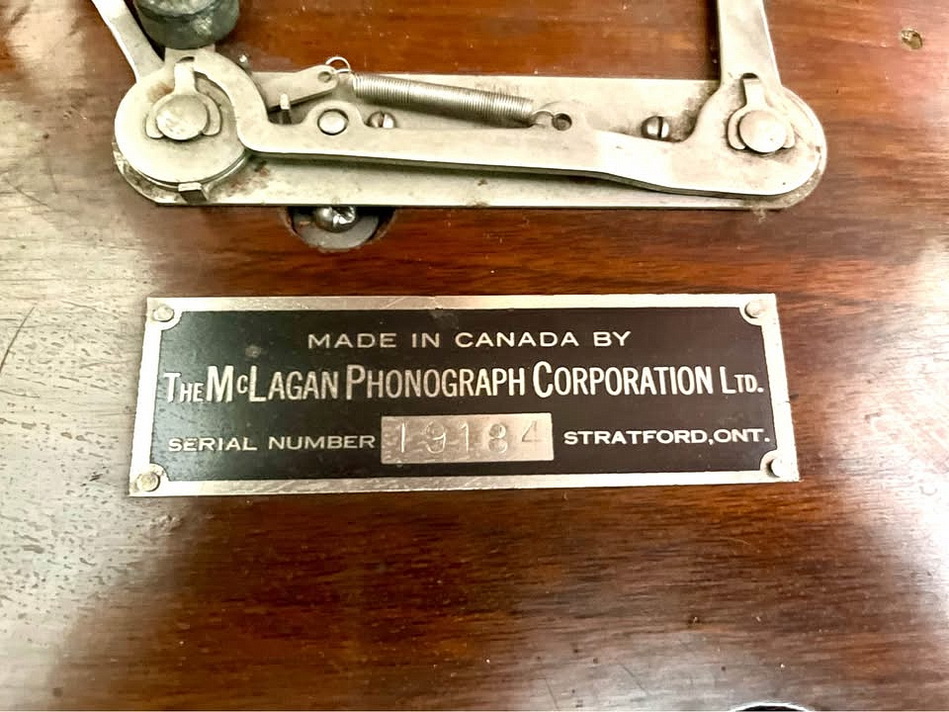 MADE IN CANADA BY
THE McLAGAN PHONOGRAPH CORPORATION LTD.
SERIAL NUMBER 19184 STRATFORD, ONT.